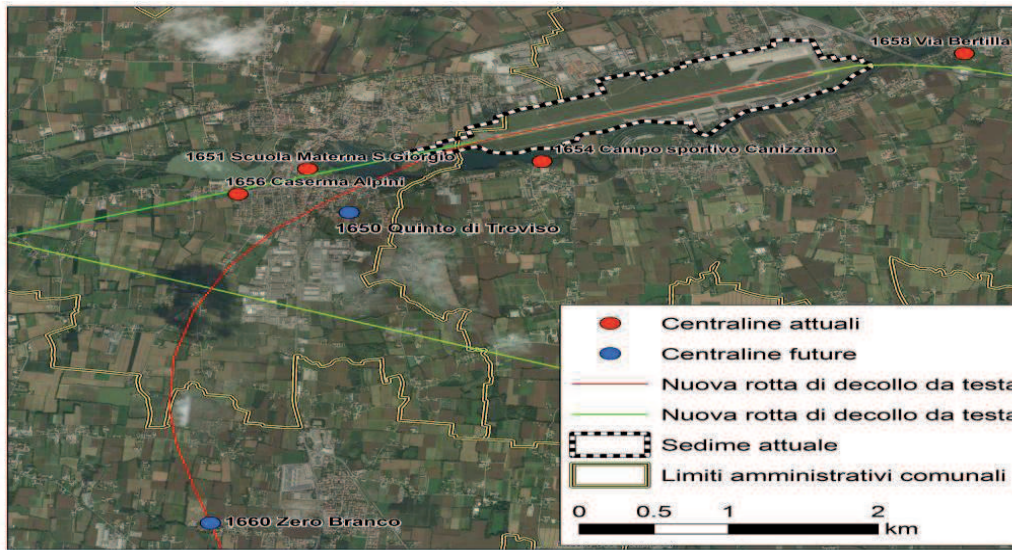 1658 Via Bertilla
1654 Campo sportivo Canizzano
1651 Scuola Materna S.Giorgio
1656 Caserma Alpini
1650 Quinto di Treviso
1660 Zero Branco
Centraline attuali
Centraline future
Nuova rotta di decollo da testa
Nuova rotta di decollo da testa
Sedime attuale
Limiti amministrativi comunali
0 0.5 1 2
km